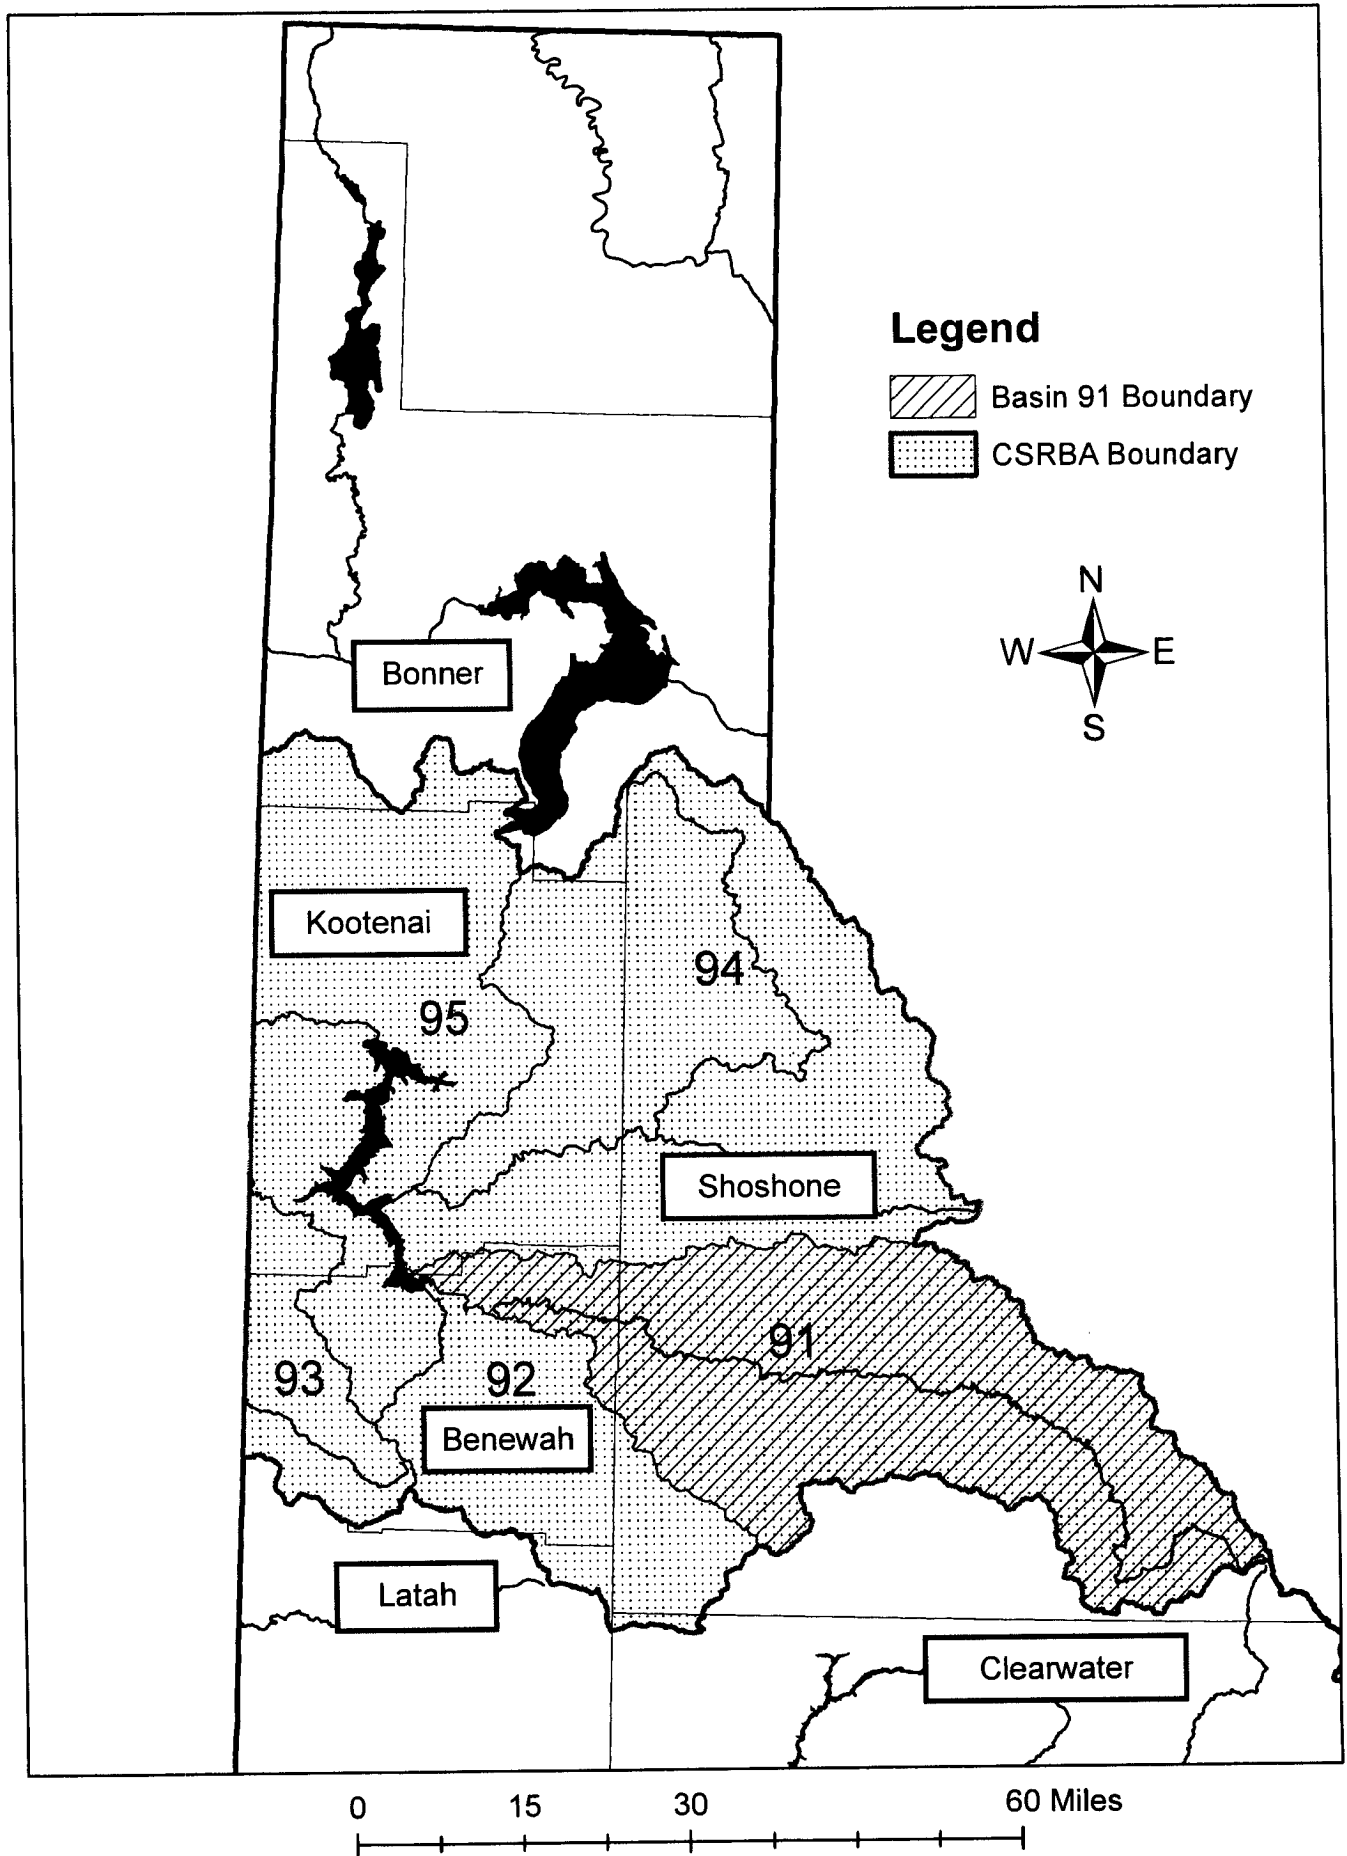 Legend
Basin 91 Boundary
CSRBA Boundary
N
W E
S
Bonner
Kootenai
94
95
Shoshone
91
93
92
Benewah
Latah
Clearwater
0 15 30 60 Miles